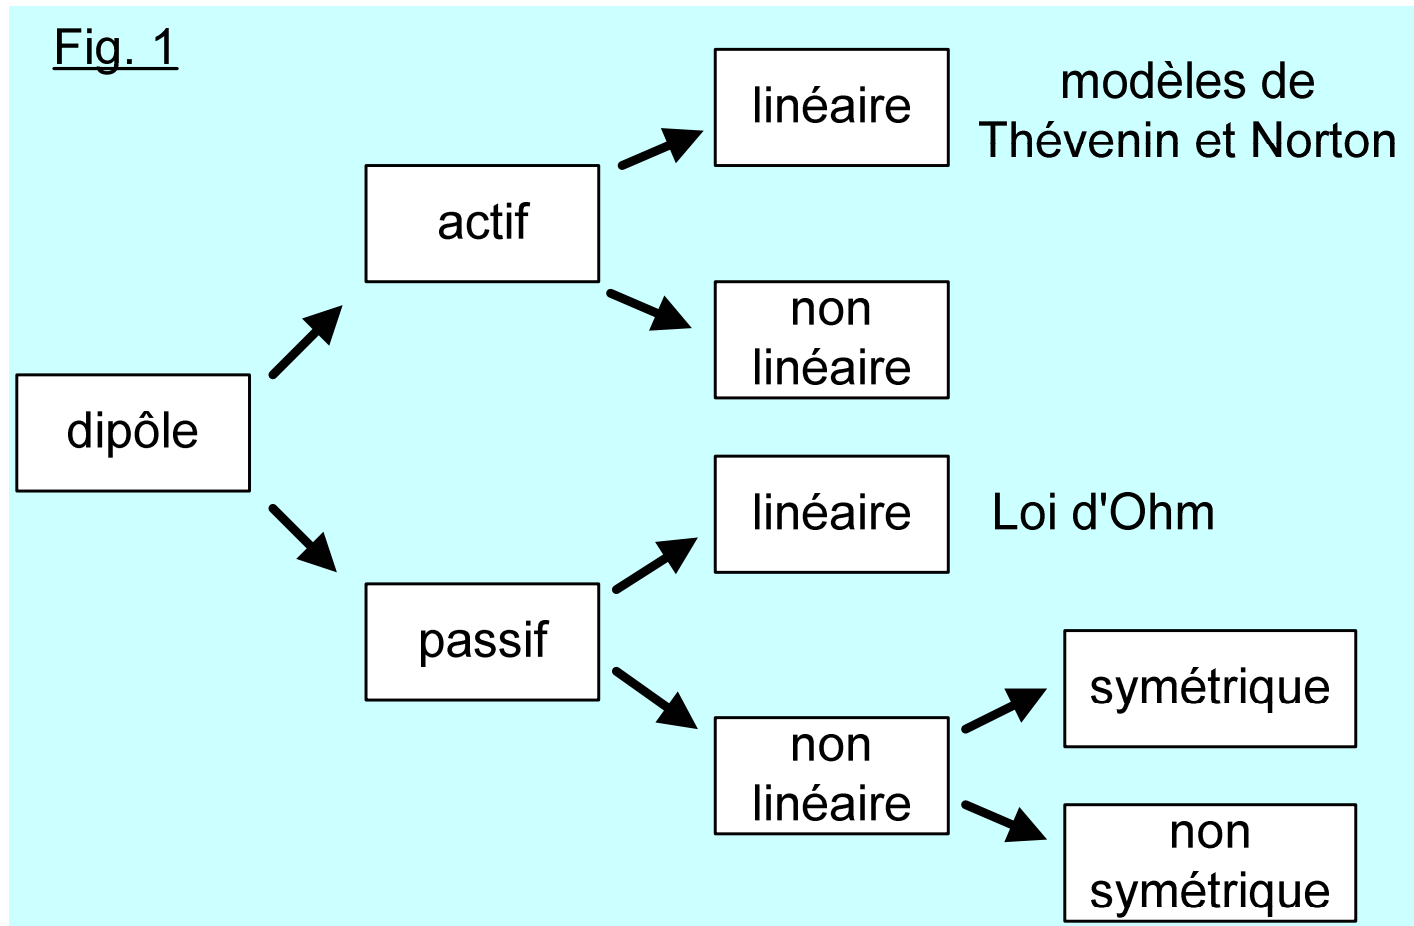 Fig. 1
linéaire
modèles de
Thévenin et Norton
actif
non
linéaire
dipôle
linéaire
Loi d'Ohm
passif
symétrique
non
linéaire
non
symétrique